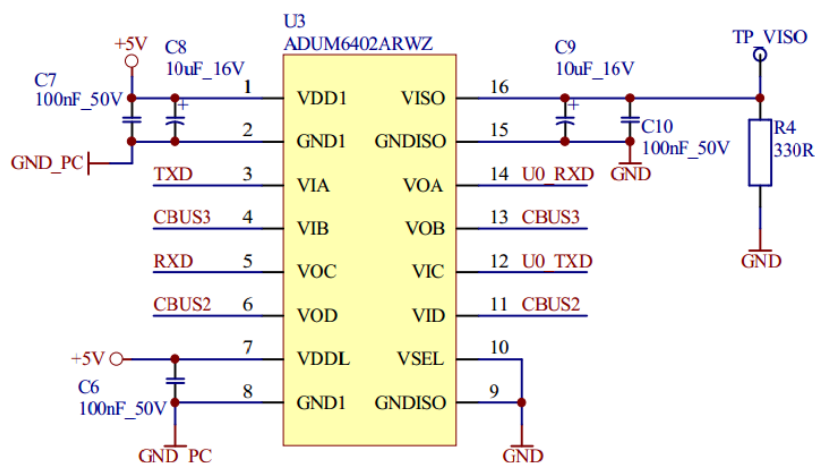 U3
ADUM6402ARWZ
+5V
C8
10uF_16V
C7
100nF_50V
C9
10uF_16V
TP_VISO
1 VDD1 VISO 16
2 GND1 GNDISO 15
GND_PC
C10
100nF_50V
GND
R4
330R
GND
TXD 3 VIA VOA 14 U0_RXD
CBUS3 4 VIB VOB 13 CBUS3
RXD 5 VOC VIC 12 U0_TXD
CBUS2 6 VOD VID 11 CBUS2
+5V 7 VDDL VSEL 10
C6
100nF_50V
8 GND1 GNDISO 9
GND_PC
GND
+
+